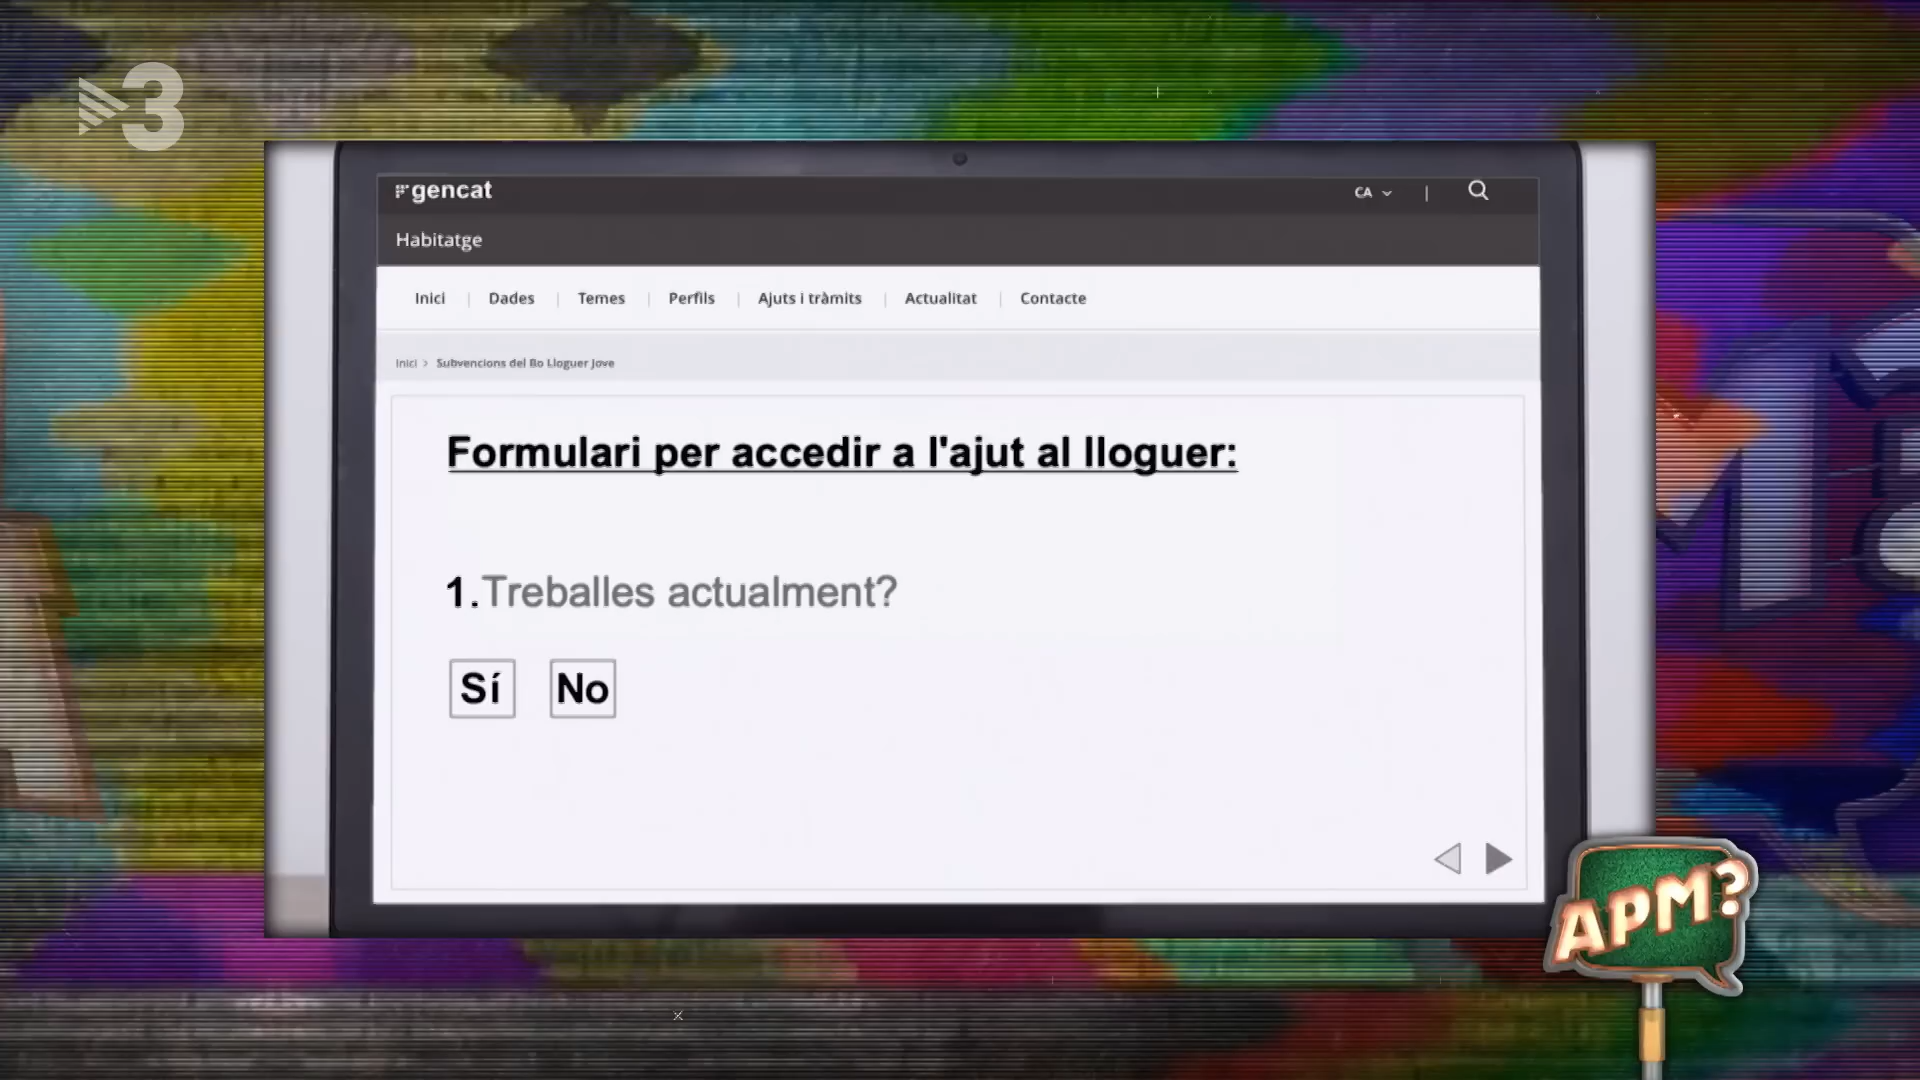 3
gencat
CA
Habitatge
Inici
Dades
Temes
Perfils
Ajuts i tràmits
Actualitat
Contacte
Inici > Subvencions del Bo Lloguer Jove
Formulari per accedir a l'ajut al lloguer:
1.Treballes actualment?
Sí No
APM?